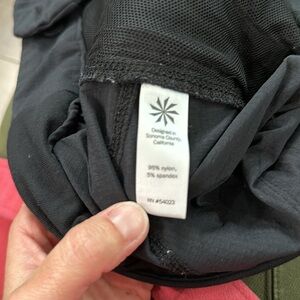 Designed in
Sonoma County,
California
95% nylon,
5% spandex
RN #54023